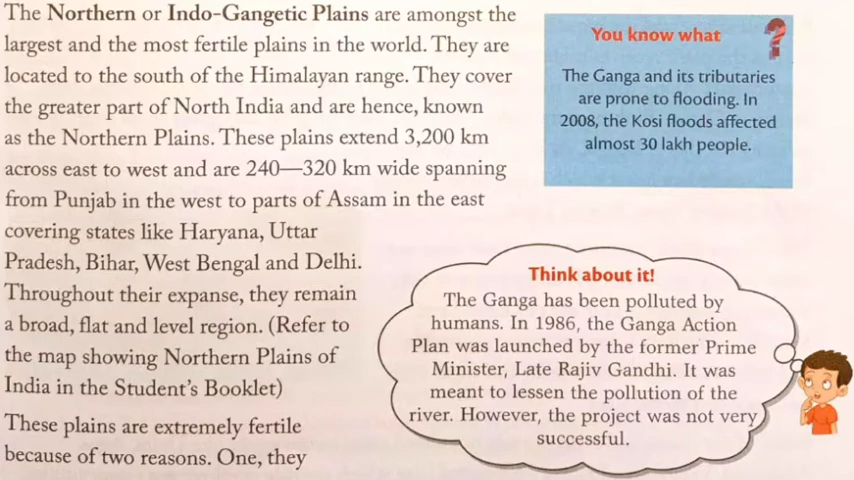 The Northern or Indo-Gangetic Plains are amongst the
largest and the most fertile plains in the world. They are
located to the south of the Himalayan range. They cover
the greater part of North India and are hence, known
as the Northern Plains. These plains extend 3,200 km
across east to west and are 240—320 km wide spanning
from Punjab in the west to parts of Assam in the east
covering states like Haryana, Uttar
Pradesh, Bihar, West Bengal and Delhi.
Throughout their expanse, they remain
a broad, flat and level region. (Refer to
the map showing Northern Plains of
India in the Student's Booklet)
These plains are extremely fertile
because of two reasons. One, they
You know what
?
The Ganga and its tributaries
are prone to flooding. In
2008, the Kosi floods affected
almost 30 lakh people.
Think about it!
The Ganga has been polluted by
humans. In 1986, the Ganga Action
Plan was launched by the former Prime
Minister, Late Rajiv Gandhi. It was
meant to lessen the pollution of the
river. However, the project was not very
successful.